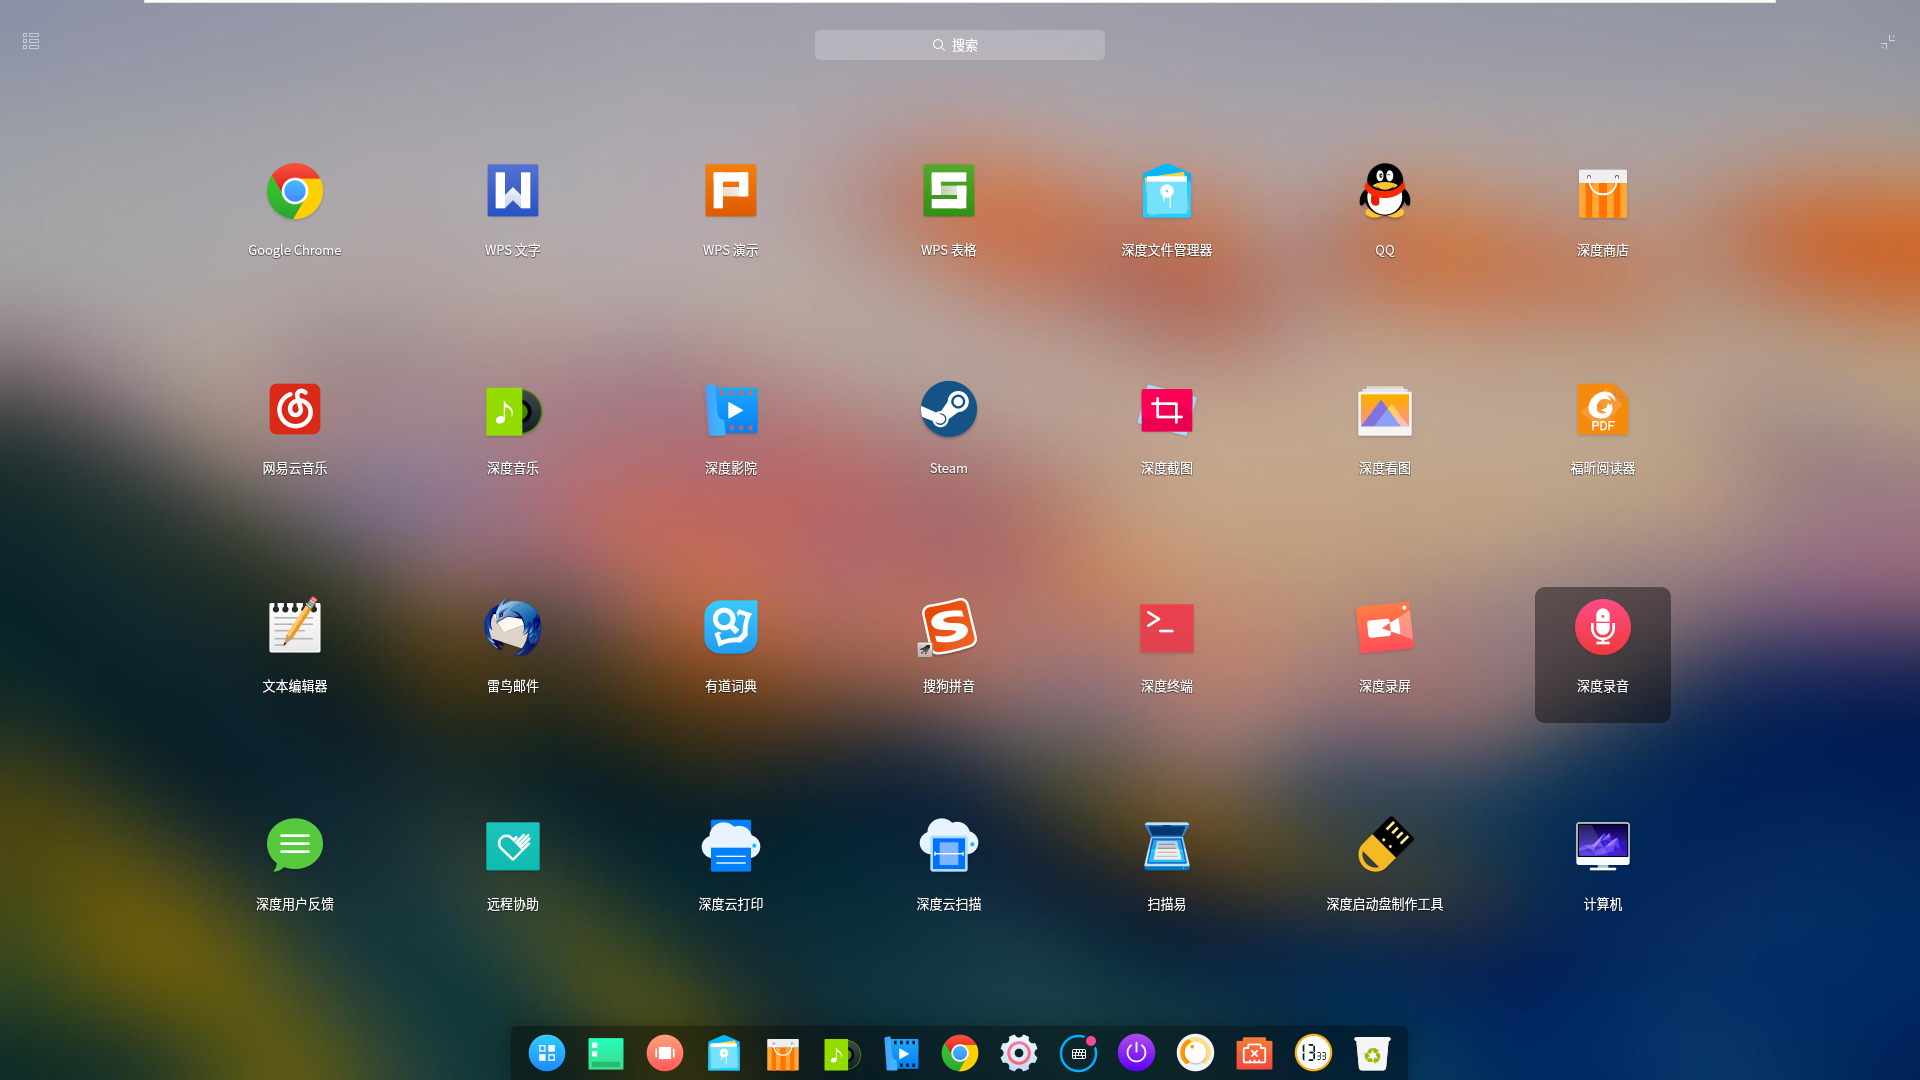 搜索
Google Chrome
WPS 文字
WPS 演示
WPS 表格
深度文件管理器
QQ
深度商店
网易云音乐
深度音乐
深度影院
Steam
深度截图
深度看图
PDF
福昕阅读器
文本编辑器
雷鸟邮件
有道词典
搜狗拼音
深度终端
深度录屏
深度录音
深度用户反馈
远程协助
深度云打印
深度云扫描
扫描易
深度启动盘制作工具
计算机
13 33